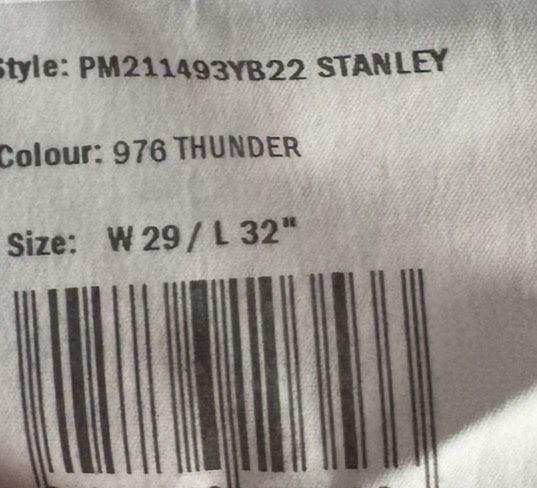 Style: PM211493YB22 STANLEY
Colour: 976 THUNDER
Size: W 29 / L 32"